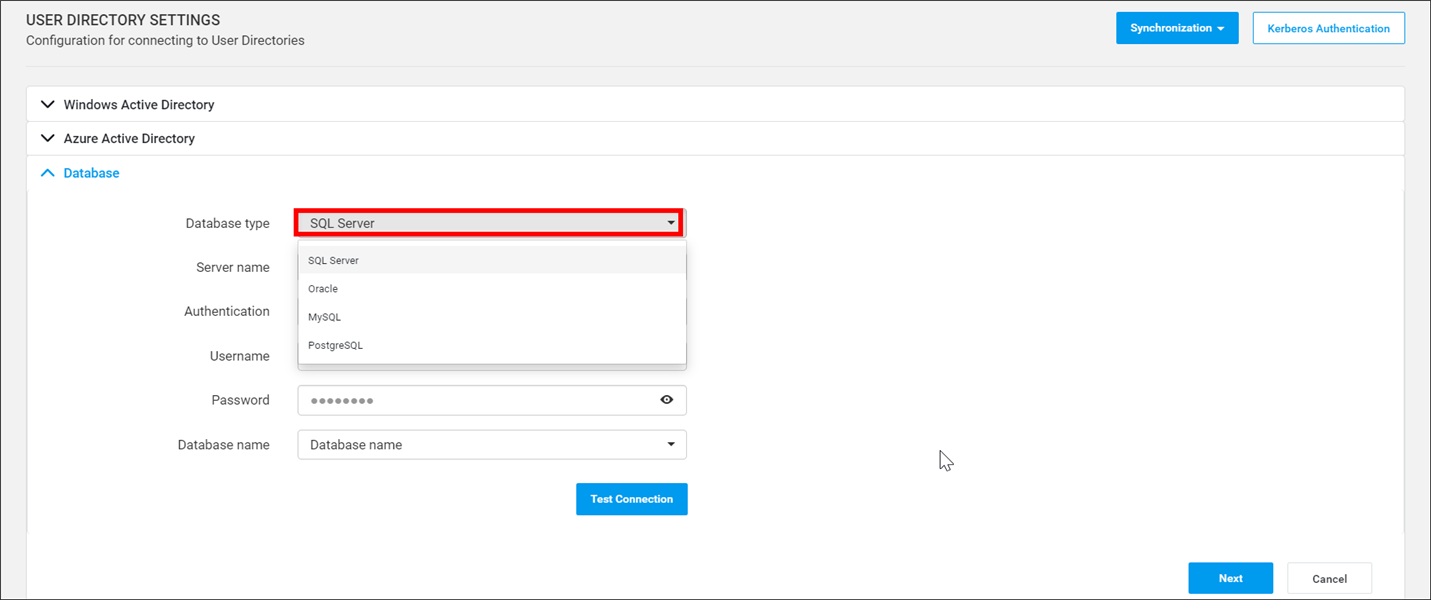 USER DIRECTORY SETTINGS
Configuration for connecting to User Directories
Synchronization
Kerberos Authentication
Windows Active Directory
Azure Active Directory
Database
Database type
SQL Server
SQL Server
Oracle
MySQL
PostgreSQL
Server name
Authentication
Username
Password
Database name
Database name
Test Connection
Next
Cancel